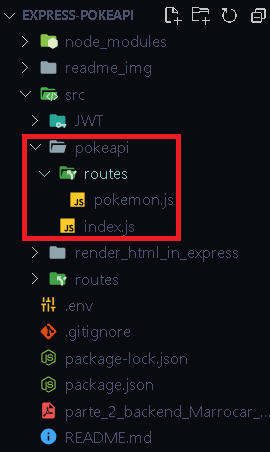 EXPRESS-POKEAPI
node_modules
readme_img
src
JWT
pokeapi
routes
JS pokemon.js
JS index.js
render_html_in_express
routes
.env
.gitignore
package-lock.json
package.json
parte_2_backend_Marrocar_...
README.md